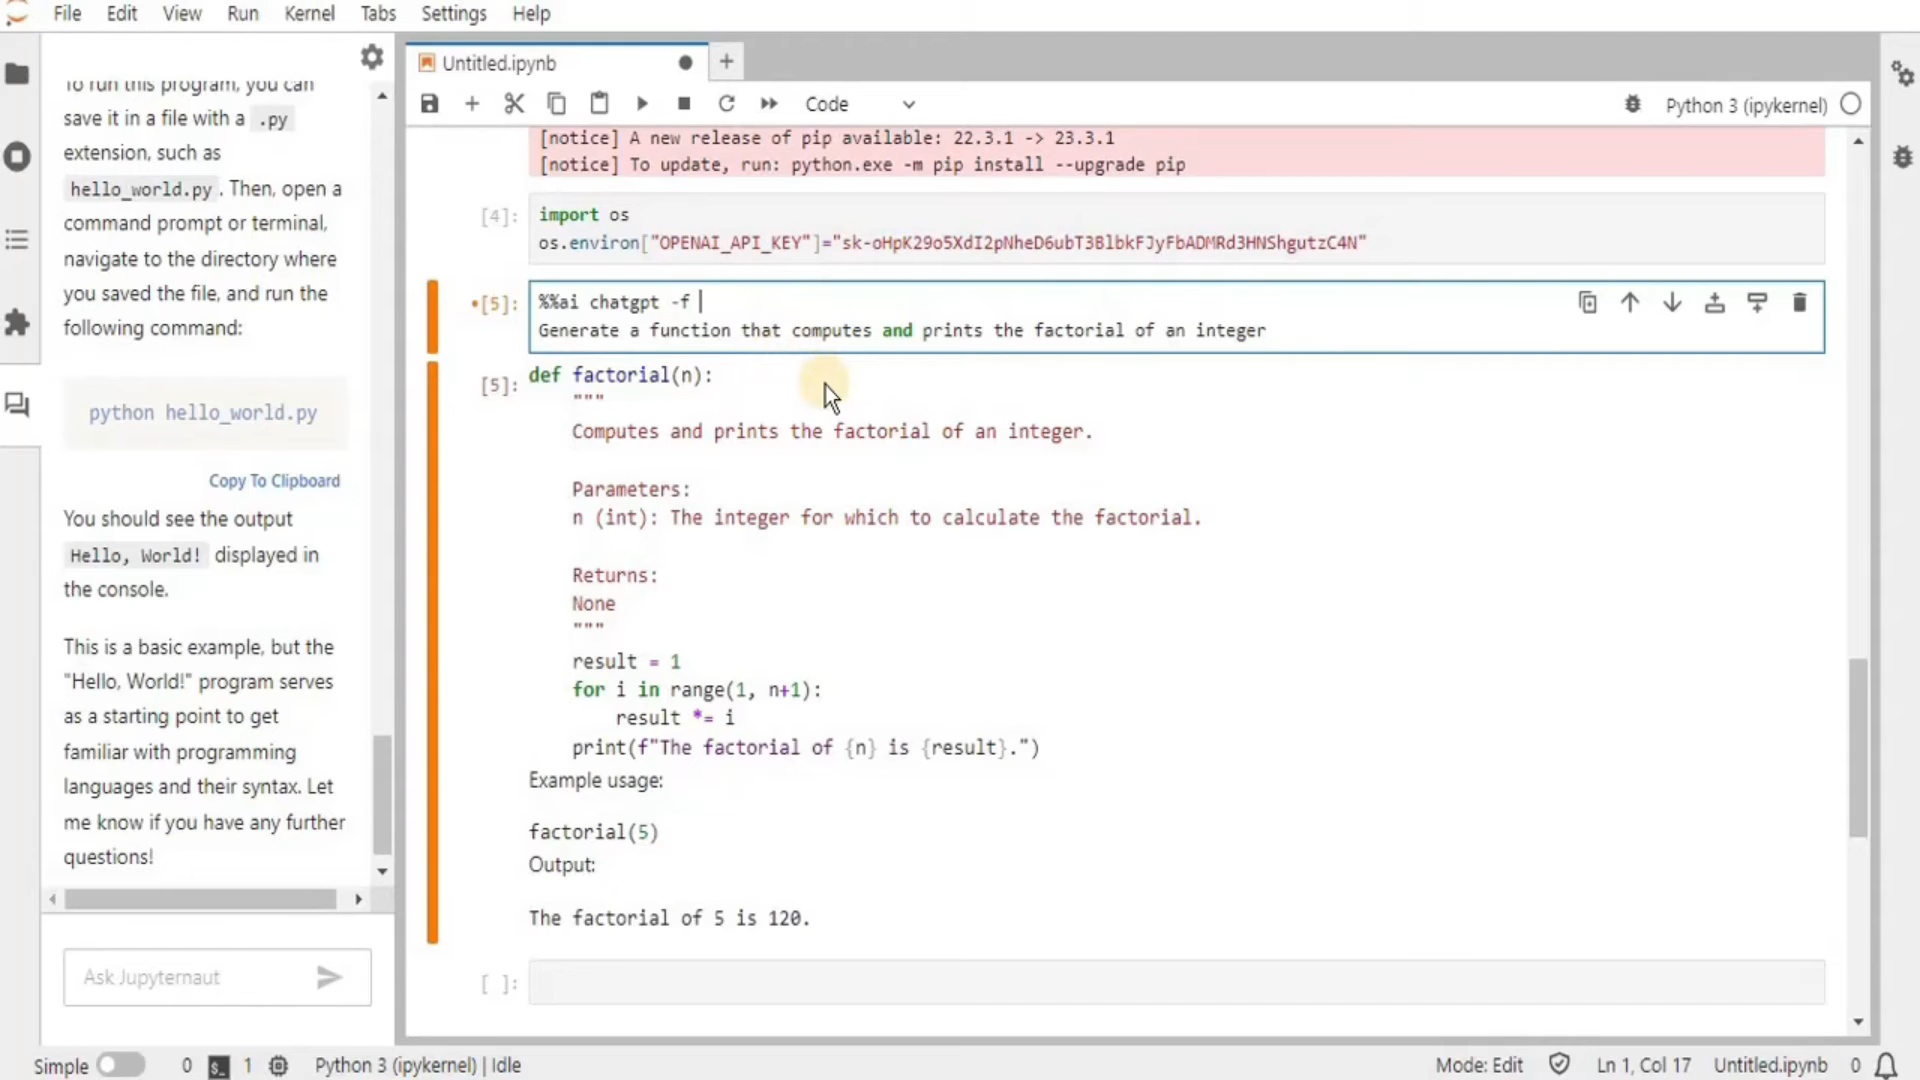 File Edit View Run Kernel Tabs Settings Help
To run this program, you can
save it in a file with a .py
extension, such as
hello_world.py. Then, open a
command prompt or terminal,
navigate to the directory where
you saved the file, and run the
following command:
python hello_world.py
Copy To Clipboard
You should see the output
Hello, World! displayed in
the console.
This is a basic example, but the
"Hello, World!" program serves
as a starting point to get
familiar with programming
languages and their syntax. Let
me know if you have any further
questions!
Ask Jupyternaut
Untitled.ipynb
Code
Python 3 (ipykernel)
[notice] A new release of pip available: 22.3.1 -> 23.3.1
[notice] To update, run: python.exe -m pip install --upgrade pip
[4]: import os
os.environ["OPENAI_API_KEY"]="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"
[5]: %%ai chatgpt -f
Generate a function that computes and prints the factorial of an integer
[5]: def factorial(n):
"""
Computes and prints the factorial of an integer.
Parameters:
n (int): The integer for which to calculate the factorial.
Returns:
None
"""
result = 1
for i in range(1, n+1):
result *= i
print(f"The factorial of {n} is {result}.")
Example usage:
factorial(5)
Output:
The factorial of 5 is 120.
[ ]:
Simple 0 $_ 1 Python 3 (ipykernel) | Idle
Mode: Edit Ln 1, Col 17 Untitled.ipynb 0